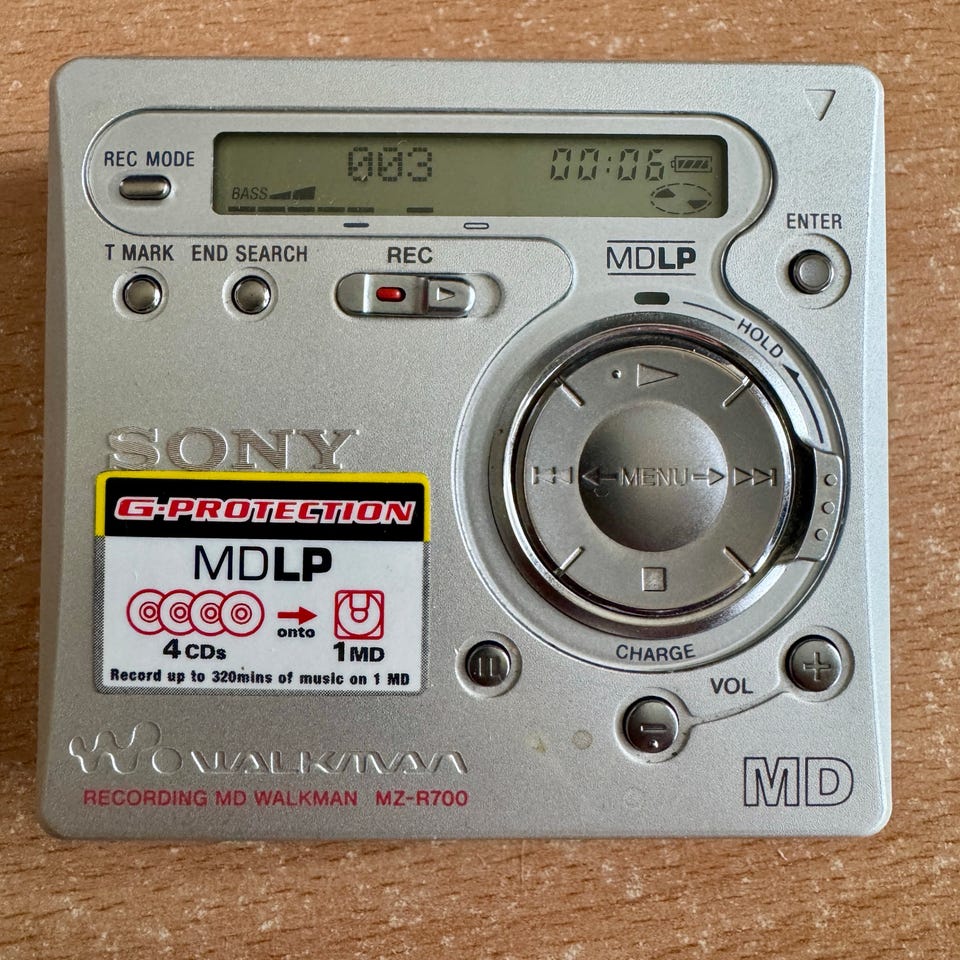 REC MODE
003 00:06
BASS
T MARK END SEARCH REC
MDLP
ENTER
HOLD
SONY
MENU
G-PROTECTION
MDLP
4 CDs onto 1 MD
Record up to 320mins of music on 1 MD
CHARGE
VOL
WALKMAN
RECORDING MD WALKMAN MZ-R700
MD